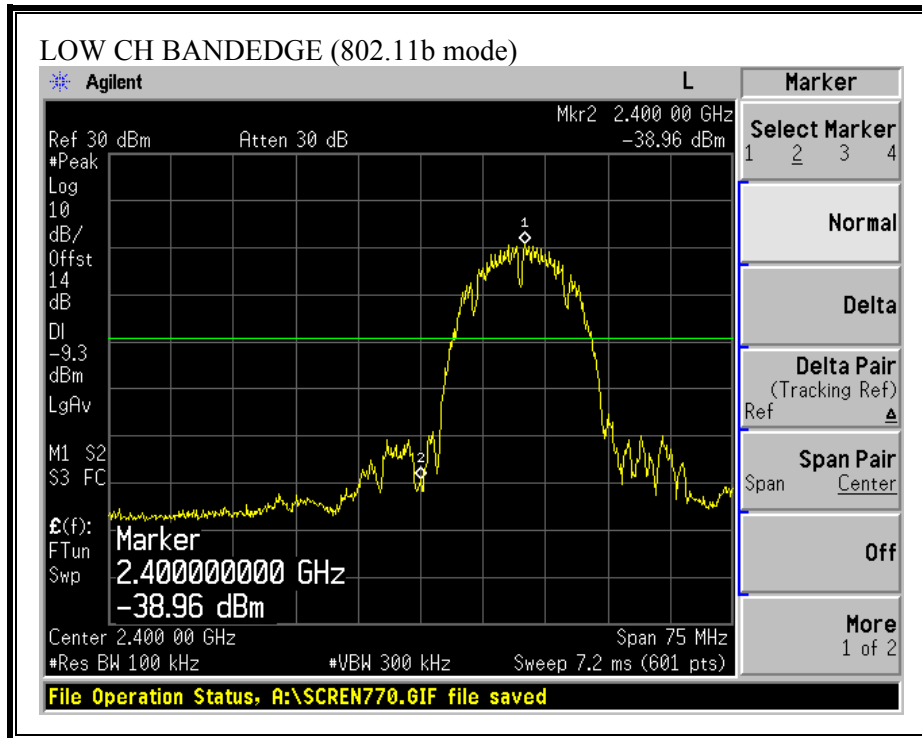 LOW CH BANDEDGE (802.11b mode)
Agilent L
Mkr2 2.400 00 GHz
Ref 30 dBm Atten 30 dB -38.96 dBm
#Peak
Log
10
dB/
Offst
14
dB
DI
-9.3
dBm
LgAv
M1 S2
S3 FC
£(f):
FTun
Swp
1
2
Marker
2.400000000 GHz
-38.96 dBm
Center 2.400 00 GHz Span 75 MHz
#Res BW 100 kHz #VBW 300 kHz Sweep 7.2 ms (601 pts)
File Operation Status, A:\SCREN770.GIF file saved
Marker
Select Marker
1 2 3 4
Normal
Delta
Delta Pair
(Tracking Ref)
Ref Δ
Span Pair
Span Center
Off
More
1 of 2